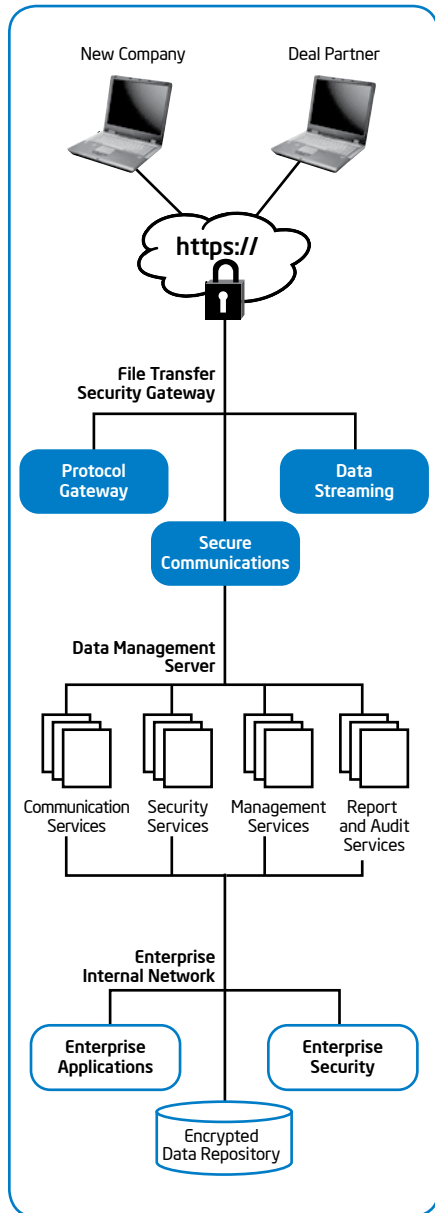 New Company
Deal Partner
https://
File Transfer
Security Gateway
Protocol
Gateway
Data
Streaming
Secure
Communications
Data Management
Server
Communication
Services
Security
Services
Management
Services
Report
and Audit
Services
Enterprise
Internal Network
Enterprise
Applications
Enterprise
Security
Encrypted
Data Repository